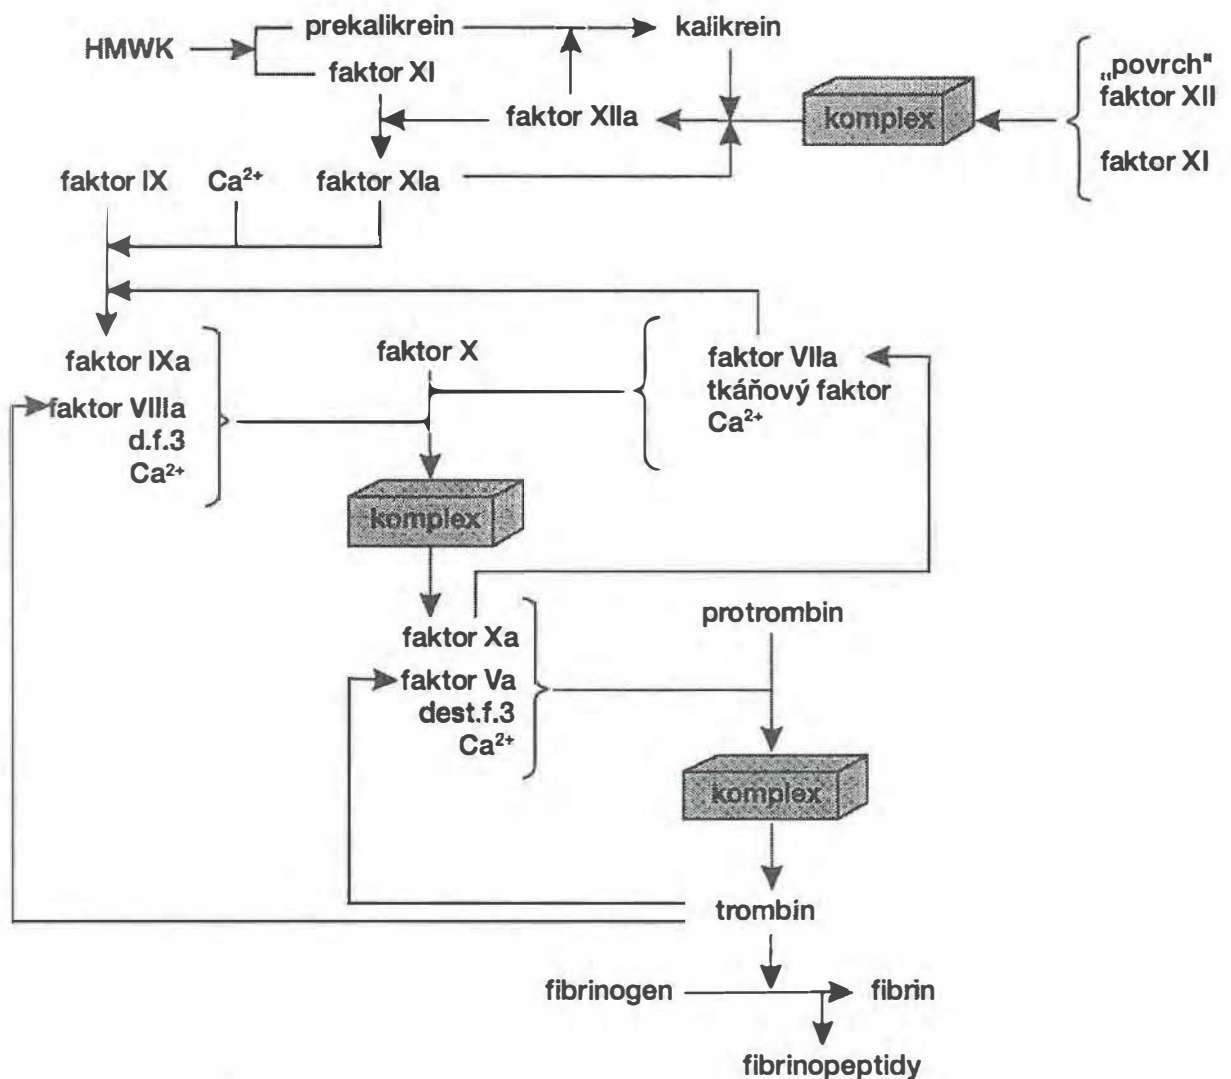 prekalikrein
kalikrein
HMWK
faktor XI
„povrch"
faktor XII
faktor XIIa
komplex
faktor XI
faktor IX
Ca²⁺
faktor XIa
faktor IXa
faktor X
faktor VIIa
faktor VIIIa
tkáňový faktor
d.f.3
Ca²⁺
Ca²⁺
komplex
faktor Xa
protrombin
faktor Va
dest.f.3
Ca²⁺
komplex
trombin
fibrinogen
fibrin
fibrinopeptidy